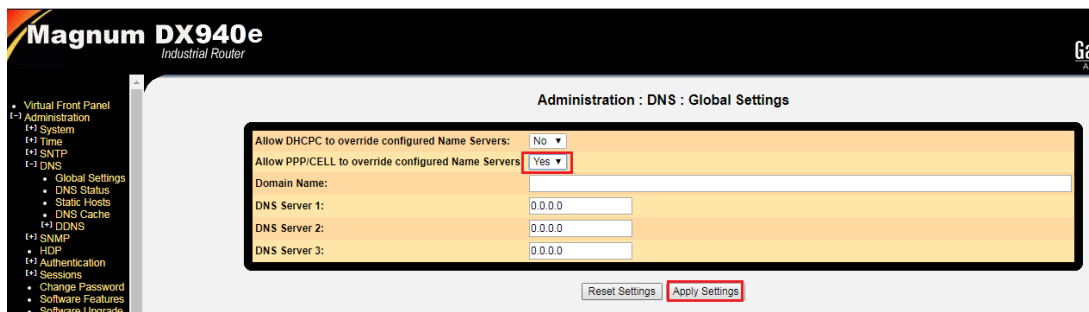 Magnum DX940e
Industrial Router
Virtual Front Panel
[-] Administration
[+] System
[+] Time
[+] SNTP
[-] DNS
Global Settings
DNS Status
Static Hosts
DNS Cache
[+] DDNS
[+] SNMP
HDP
[+] Authentication
[+] Sessions
Change Password
Software Features
Software Upgrade
Administration : DNS : Global Settings
Allow DHCPC to override configured Name Servers: No
Allow PPP/CELL to override configured Name Servers Yes
Domain Name:
DNS Server 1: 0.0.0.0
DNS Server 2: 0.0.0.0
DNS Server 3: 0.0.0.0
Reset Settings Apply Settings